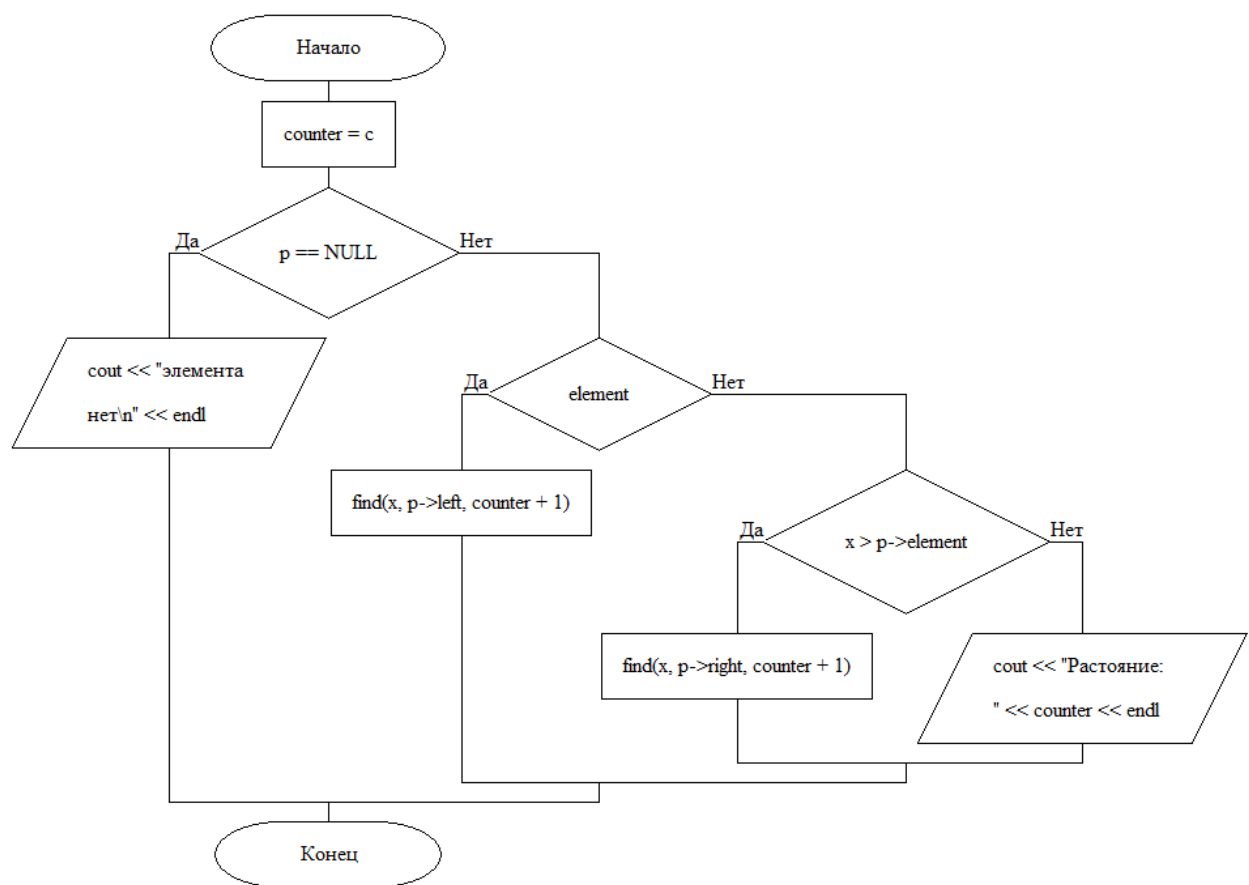 Начало
counter = c
Да
Нет
p == NULL
cout << "элемента
нет\n" << endl
Да
Нет
element
find(x, p->left, counter + 1)
Да
Нет
x > p->element
find(x, p->right, counter + 1)
cout << "Растояние:
" << counter << endl
Конец